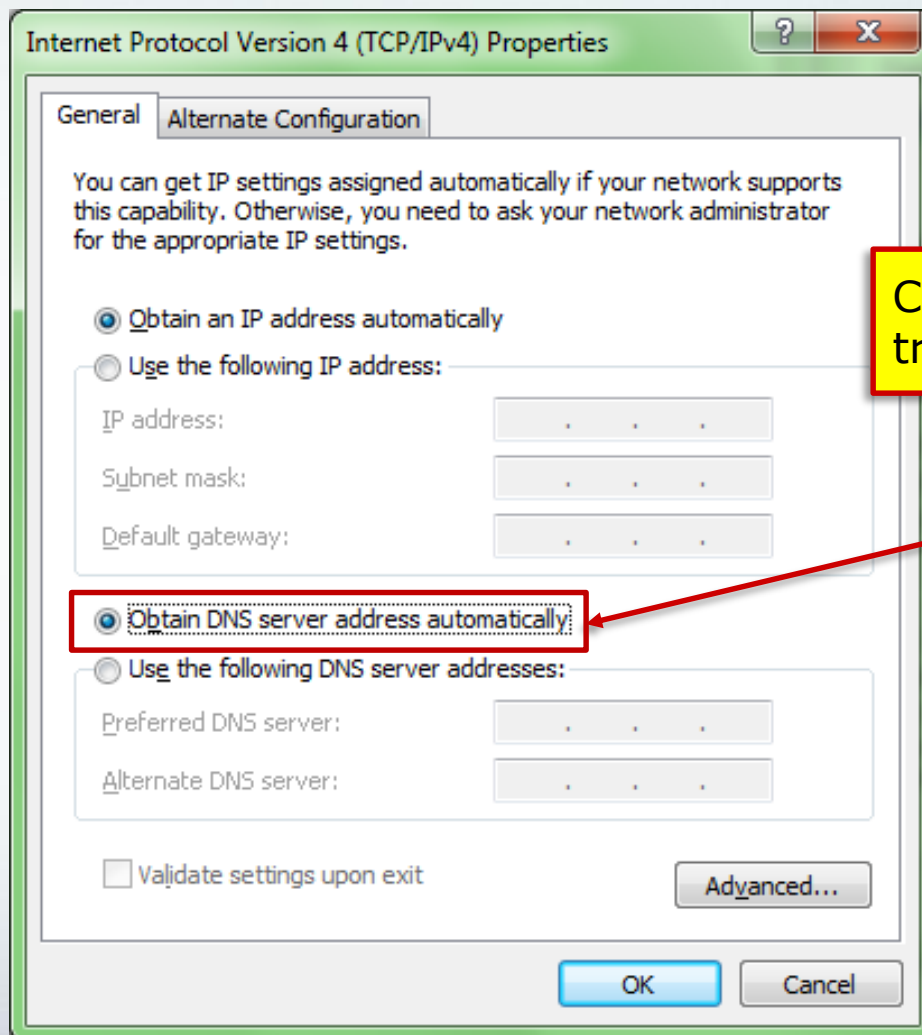 Internet Protocol Version 4 (TCP/IPv4) Properties
General
Alternate Configuration
You can get IP settings assigned automatically if your network supports
this capability. Otherwise, you need to ask your network administrator
for the appropriate IP settings.
Obtain an IP address automatically
Use the following IP address:
IP address:
Subnet mask:
Default gateway:
Obtain DNS server address automatically
Use the following DNS server addresses:
Preferred DNS server:
Alternate DNS server:
Validate settings upon exit
Advanced...
OK
Cancel